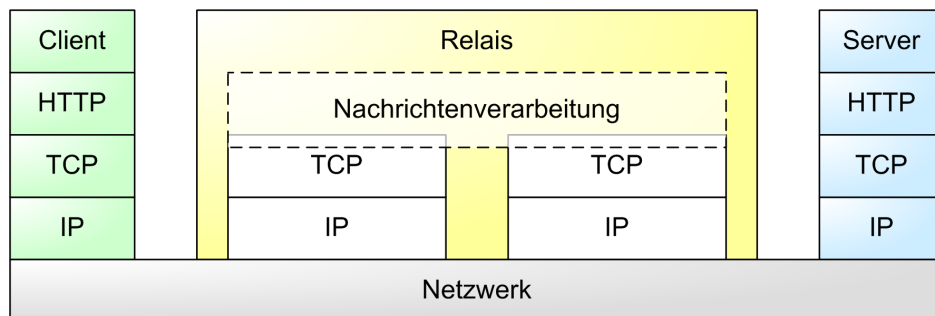 Client
Relais
Server
HTTP
Nachrichtenverarbeitung
HTTP
TCP
TCP
TCP
TCP
IP
IP
IP
IP
Netzwerk